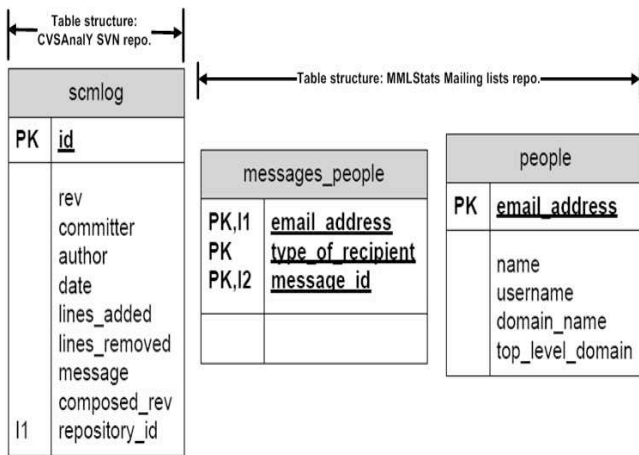 Table structure:
CVSAnalY SVN repo.
Table structure: MMLStats Mailing lists repo.
scmlog
PK id
rev
committer
author
date
lines_added
lines_removed
message
composed_rev
I1 repository_id
messages_people
PK,I1 email_address
PK type_of_recipient
PK,I2 message_id
people
PK email_address
name
username
domain_name
top_level_domain